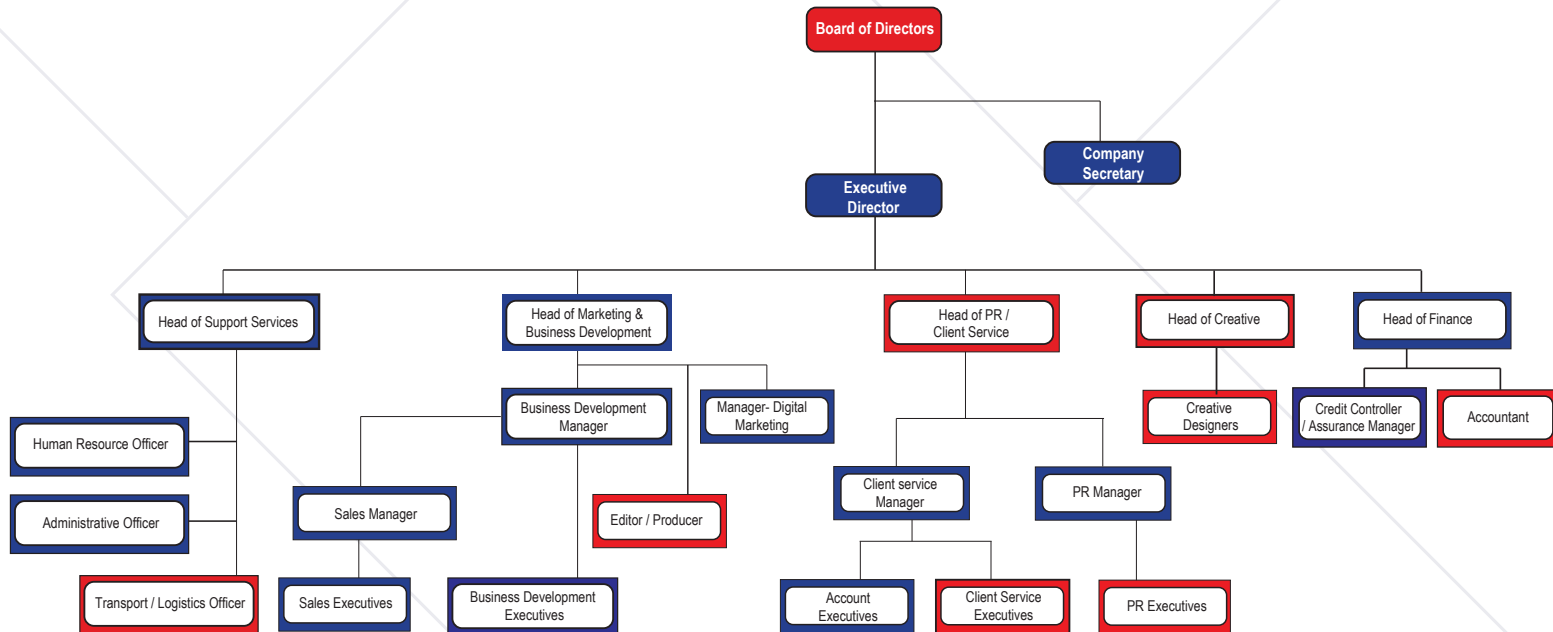 Board of Directors
Company
Secretary
Executive
Director
Head of Support Services
Head of Marketing &
Business Development
Head of PR /
Client Service
Head of Creative
Head of Finance
Business Development
Manager
Manager- Digital
Marketing
Creative
Designers
Credit Controller
/ Assurance Manager
Accountant
Human Resource Officer
Client service
Manager
PR Manager
Administrative Officer
Sales Manager
Editor / Producer
Transport / Logistics Officer
Sales Executives
Business Development
Executives
Account
Executives
Client Service
Executives
PR Executives